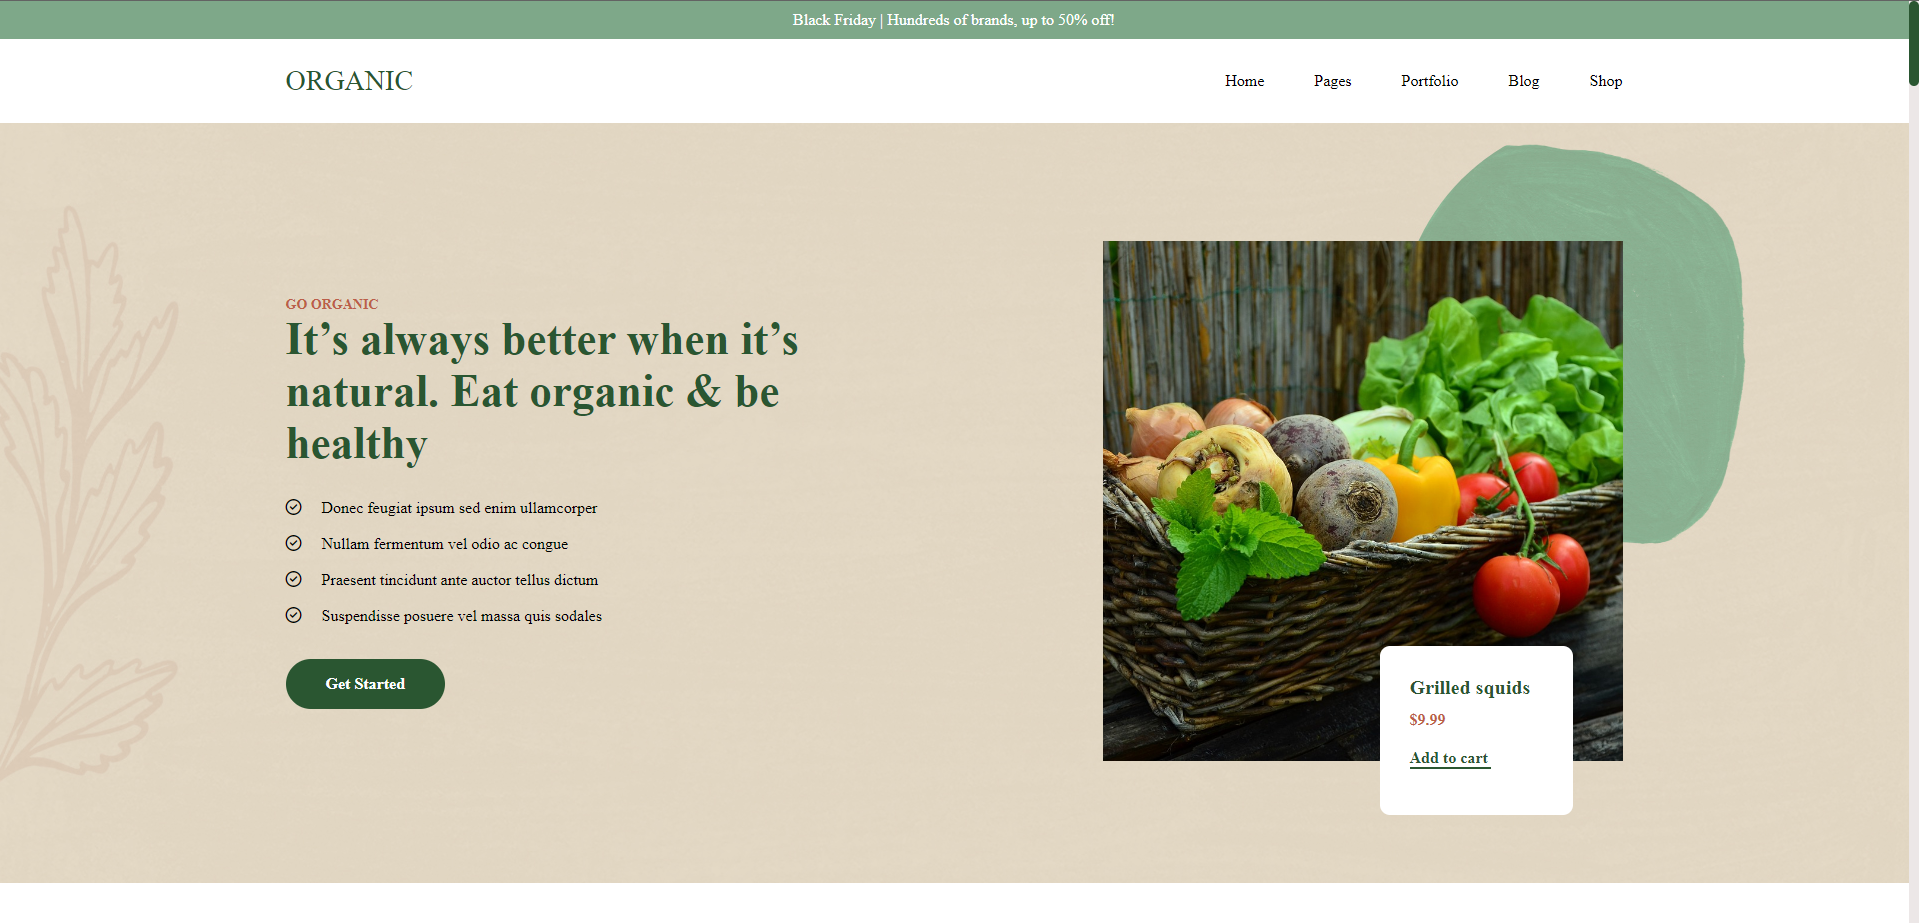 Black Friday | Hundreds of brands, up to 50% off!
ORGANIC
Home
Pages
Portfolio
Blog
Shop
GO ORGANIC
It’s always better when it’s
natural. Eat organic & be
healthy
Donec feugiat ipsum sed enim ullamcorper
Nullam fermentum vel odio ac congue
Praesent tincidunt ante auctor tellus dictum
Suspendisse posuere vel massa quis sodales
Get Started
Grilled squids
$9.99
Add to cart